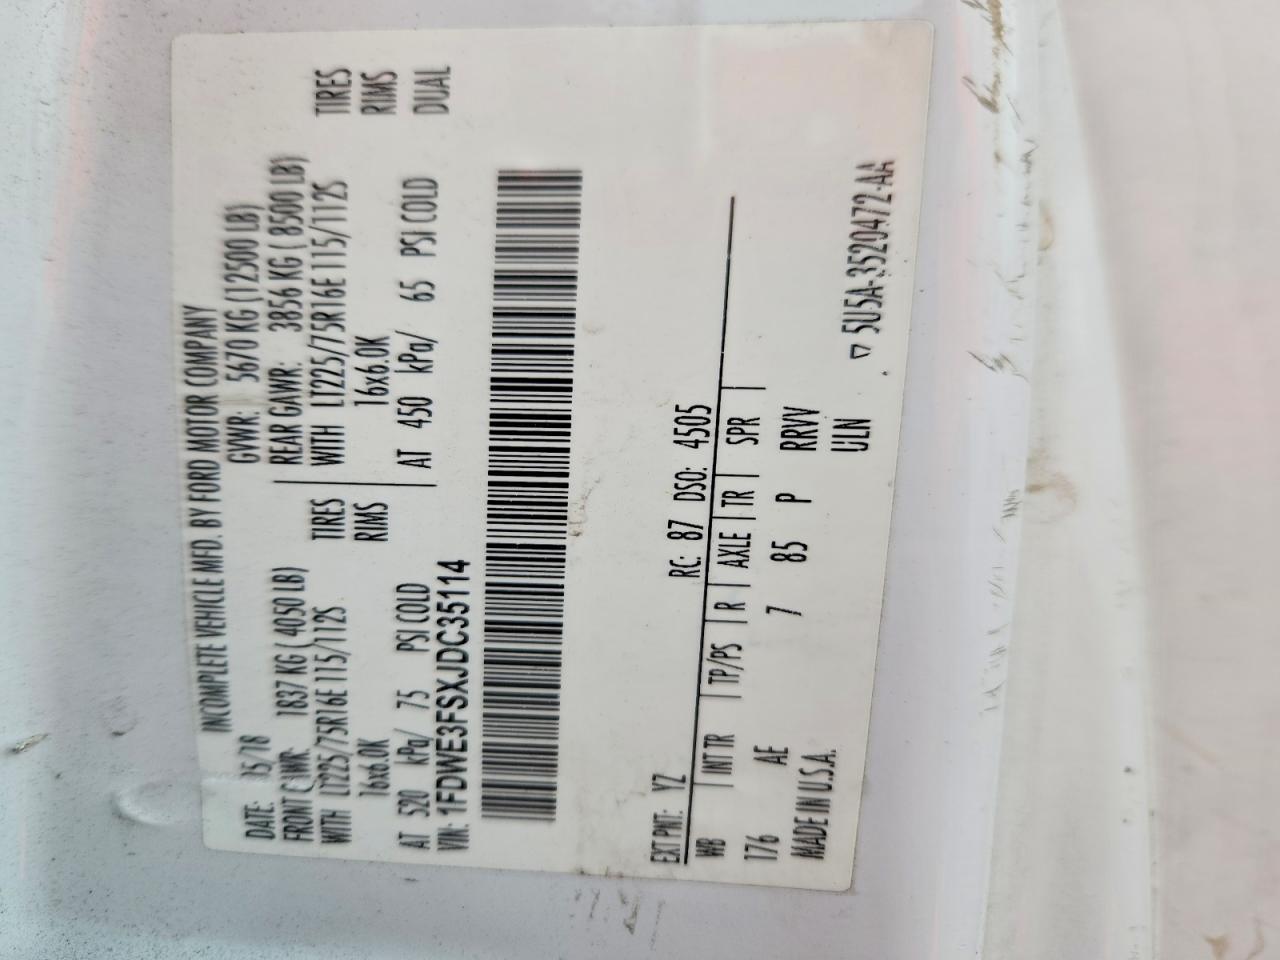 INCOMPLETE VEHICLE MFD. BY FORD MOTOR COMPANY
DATE: 05/18 GVWR: 5670 KG (12500 LB)
FRONT GAWR: 1837 KG (4050 LB) REAR GAWR: 3856 KG (8500 LB)
WITH LT225/75R16E 115/112S TIRES WITH LT225/75R16E 115/112S TIRES
16x6.0K RIMS 16x6.0K RIMS
AT 520 kPa/ 75 PSI COLD AT 450 kPa/ 65 PSI COLD DUAL
VIN: 1FDWE3FSXJDC35114
EXT PNT: YZ RC: 87 DSO: 4505
WB | INT TR | TP/PS | R | AXLE | TR | SPR |
176 AE 7 85 P RRVV
MADE IN U.S.A. ULN
▽ 5U5A-3520472-AA